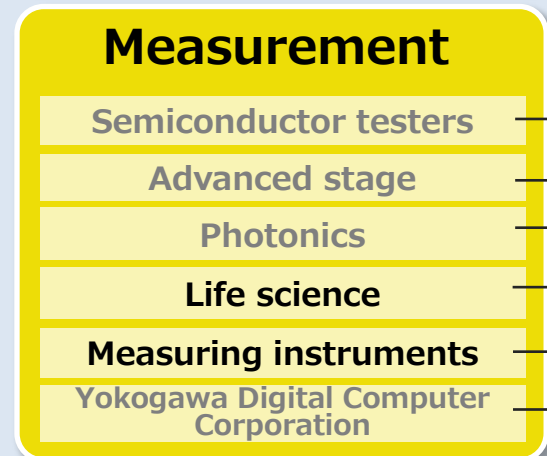 Measurement
Semiconductor testers
Advanced stage
Photonics
Life science
Measuring instruments
Yokogawa Digital Computer
Corporation